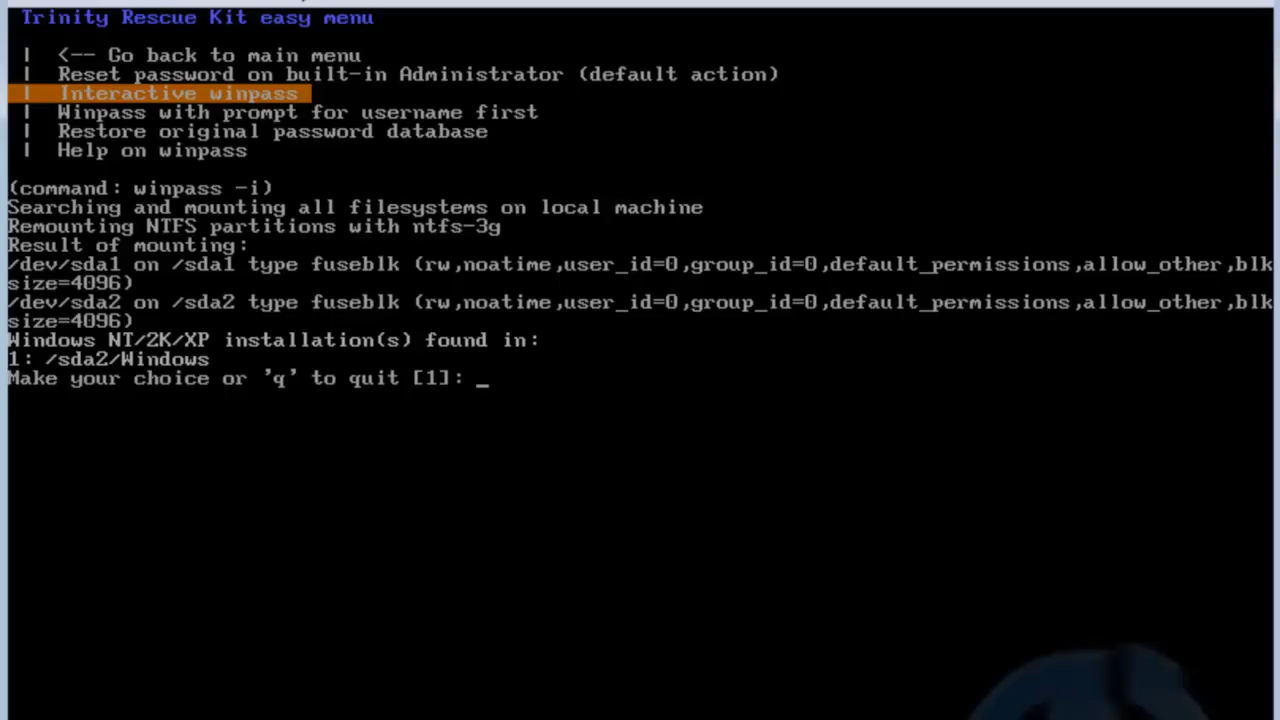 Trinity Rescue Kit easy menu
| <-- Go back to main menu
| Reset password on built-in Administrator (default action)
| Interactive winpass
| Winpass with prompt for username first
| Restore original password database
| Help on winpass
(command: winpass -i)
Searching and mounting all filesystems on local machine
Remounting NTFS partitions with ntfs-3g
Result of mounting:
/dev/sda1 on /sda1 type fuseblk (rw,noatime,user_id=0,group_id=0,default_permissions,allow_other,blk
size=4096)
/dev/sda2 on /sda2 type fuseblk (rw,noatime,user_id=0,group_id=0,default_permissions,allow_other,blk
size=4096)
Windows NT/2K/XP installation(s) found in:
1: /sda2/Windows
Make your choice or 'q' to quit [1]: _